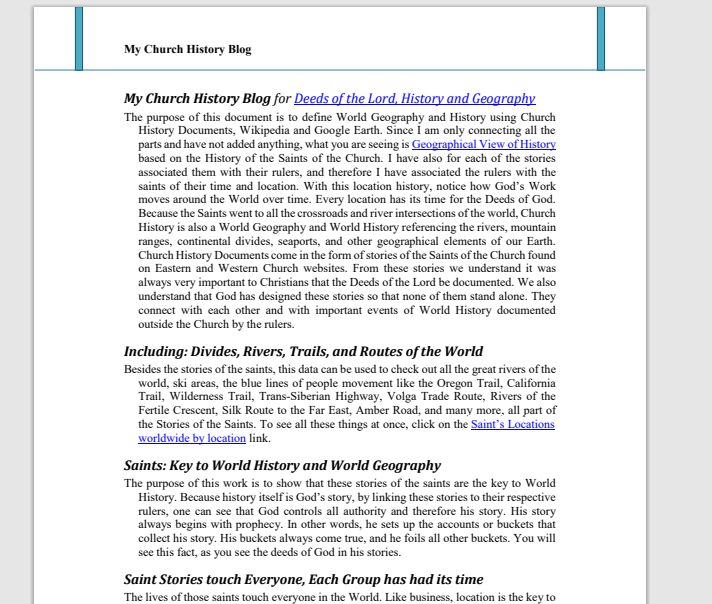 My Church History Blog
My Church History Blog for Deeds of the Lord, History and Geography
The purpose of this document is to define World Geography and History using Church
History Documents, Wikipedia and Google Earth. Since I am only connecting all the
parts and have not added anything, what you are seeing is Geographical View of History
based on the History of the Saints of the Church. I have also for each of the stories
associated them with their rulers, and therefore I have associated the rulers with the
saints of their time and location. With this location history, notice how God's Work
moves around the World over time. Every location has its time for the Deeds of God.
Because the Saints went to all the crossroads and river intersections of the world, Church
History is also a World Geography and World History referencing the rivers, mountain
ranges, continental divides, seaports, and other geographical elements of our Earth.
Church History Documents come in the form of stories of the Saints of the Church found
on Eastern and Western Church websites. From these stories we understand it was
always very important to Christians that the Deeds of the Lord be documented. We also
understand that God has designed these stories so that none of them stand alone. They
connect with each other and with important events of World History documented
outside the Church by the rulers.
Including: Divides, Rivers, Trails, and Routes of the World
Besides the stories of the saints, this data can be used to check out all the great rivers of the
world, ski areas, the blue lines of people movement like the Oregon Trail, California
Trail, Wilderness Trail, Trans-Siberian Highway, Volga Trade Route, Rivers of the
Fertile Crescent, Silk Route to the Far East, Amber Road, and many more, all part of
the Stories of the Saints. To see all these things at once, click on the Saint's Locations
worldwide by location link.
Saints: Key to World History and World Geography
The purpose of this work is to show that these stories of the saints are the key to World
History. Because history itself is God's story, by linking these stories to their respective
rulers, one can see that God controls all authority and therefore his story. His story
always begins with prophecy. In other words, he sets up the accounts or buckets that
collect his story. His buckets always come true, and he foils all other buckets. You will
see this fact, as you see the deeds of God in his stories.
Saint Stories touch Everyone, Each Group has had its time
The lives of those saints touch everyone in the World. Like business, location is the key to